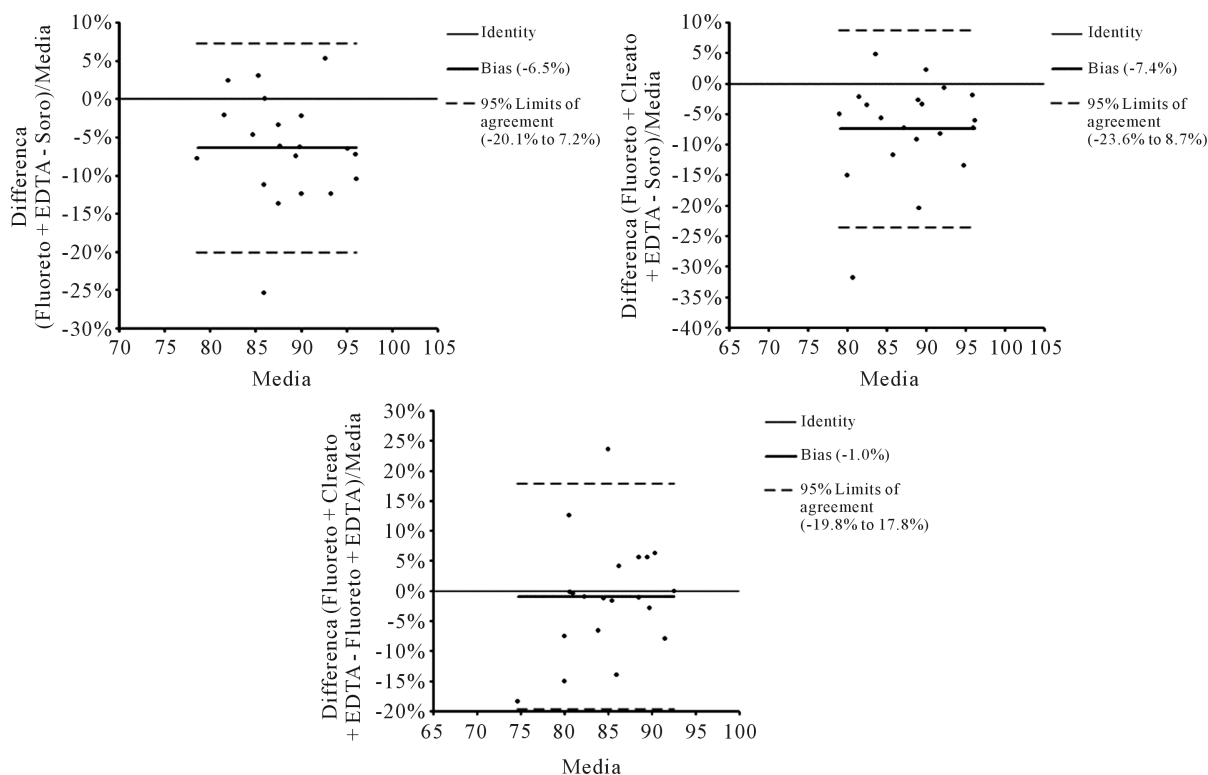 10%
5%
0%
-5%
-10%
-15%
-20%
-25%
-30%
70 75 80 85 90 95 100 105
Media
Differenca
(Fluoreto + EDTA - Soro)/Media
Identity
Bias (-6.5%)
95% Limits of
agreement
(-20.1% to 7.2%)
10%
5%
0%
-5%
-10%
-15%
-20%
-25%
-30%
-35%
-40%
65 70 75 80 85 90 95 100 105
Media
Differenca (Fluoreto + Clreato
+ EDTA - Soro)/Media
Identity
Bias (-7.4%)
95% Limits of
agreement
(-23.6% to 8.7%)
30%
25%
20%
15%
10%
5%
0%
-5%
-10%
-15%
-20%
65 70 75 80 85 90 95 100
Media
Differenca (Fluoreto + Clreato
+ EDTA - Fluoreto + EDTA)/Media
Identity
Bias (-1.0%)
95% Limits of
agreement
(-19.8% to 17.8%)